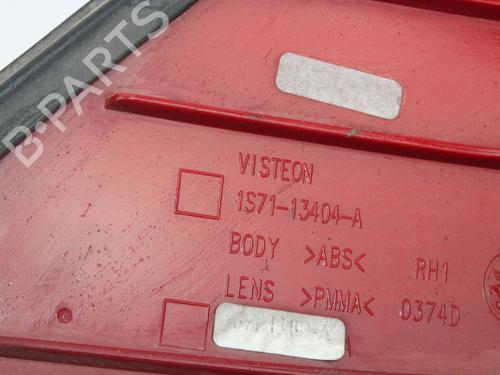 B-PARTS
VISTEON
1S71-13404-A
BODY >ABS< RH1
LENS >PMMA< 0374D
A